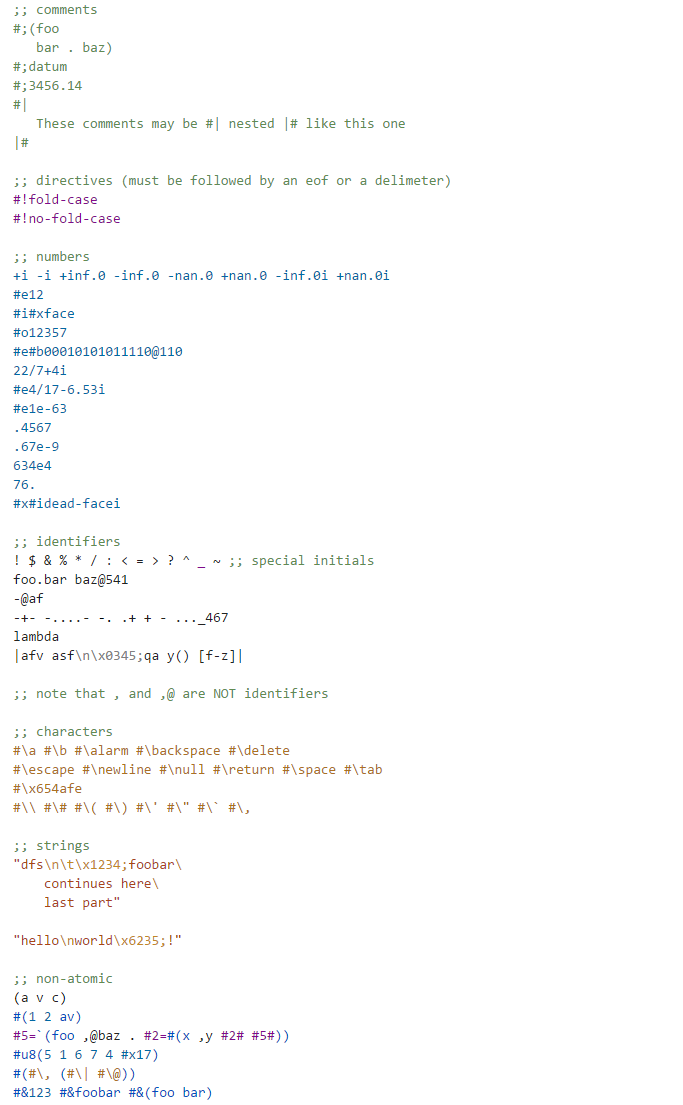 ;; comments
#;(foo
   bar . baz)
#;datum
#;3456.14
#|
   These comments may be #| nested |# like this one
|#

;; directives (must be followed by an eof or a delimeter)
#!fold-case
#!no-fold-case

;; numbers
+i -i +inf.0 -inf.0 -nan.0 +nan.0 -inf.0i +nan.0i
#e12
#i#xface
#o12357
#e#b00010101011110@110
22/7+4i
#e4/17-6.53i
#e1e-63
.4567
.67e-9
634e4
76.
#x#idead-facei

;; identifiers
! $ & % * / : < = > ? ^ _ ~ ;; special initials
foo.bar baz@541
-@af
-+- -....- -. .+ + - ..._467
lambda
|afv asf\n\x0345;qa y() [f-z]|

;; note that , and ,@ are NOT identifiers

;; characters
#\a #\b #\alarm #\backspace #\delete
#\escape #\newline #\null #\return #\space #\tab
#\x654afe
#\\ #\# #\( #\) #\' #\" #\` #\,

;; strings
"dfs\n\t\x1234;foobar\
    continues here\
    last part"

"hello\nworld\x6235;!"

;; non-atomic
(a v c)
#(1 2 av)
#5=`(foo ,@baz . #2=#(x ,y #2# #5#))
#u8(5 1 6 7 4 #x17)
#(#\, (#\| #\@))
#&123 #&foobar #&(foo bar)